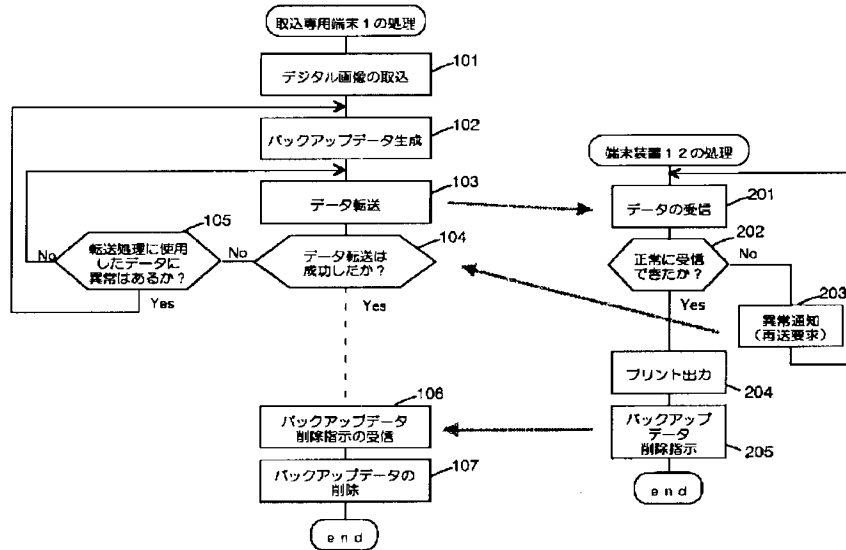 取込専用端末1の処理
デジタル画像の取込
101
バックアップデータ生成
102
データ転送
103
データ転送は
成功したか？
104
Yes
No
転送処理に使用
したデータに
異常はあるか？
105
No
Yes
バックアップデータ
削除指示の受信
106
バックアップデータの
削除
107
end
端末装置12の処理
データの受信
201
正常に受信
できたか？
202
No
Yes
異常通知
(再送要求)
203
プリント出力
204
バックアップ
データ
削除指示
205
end